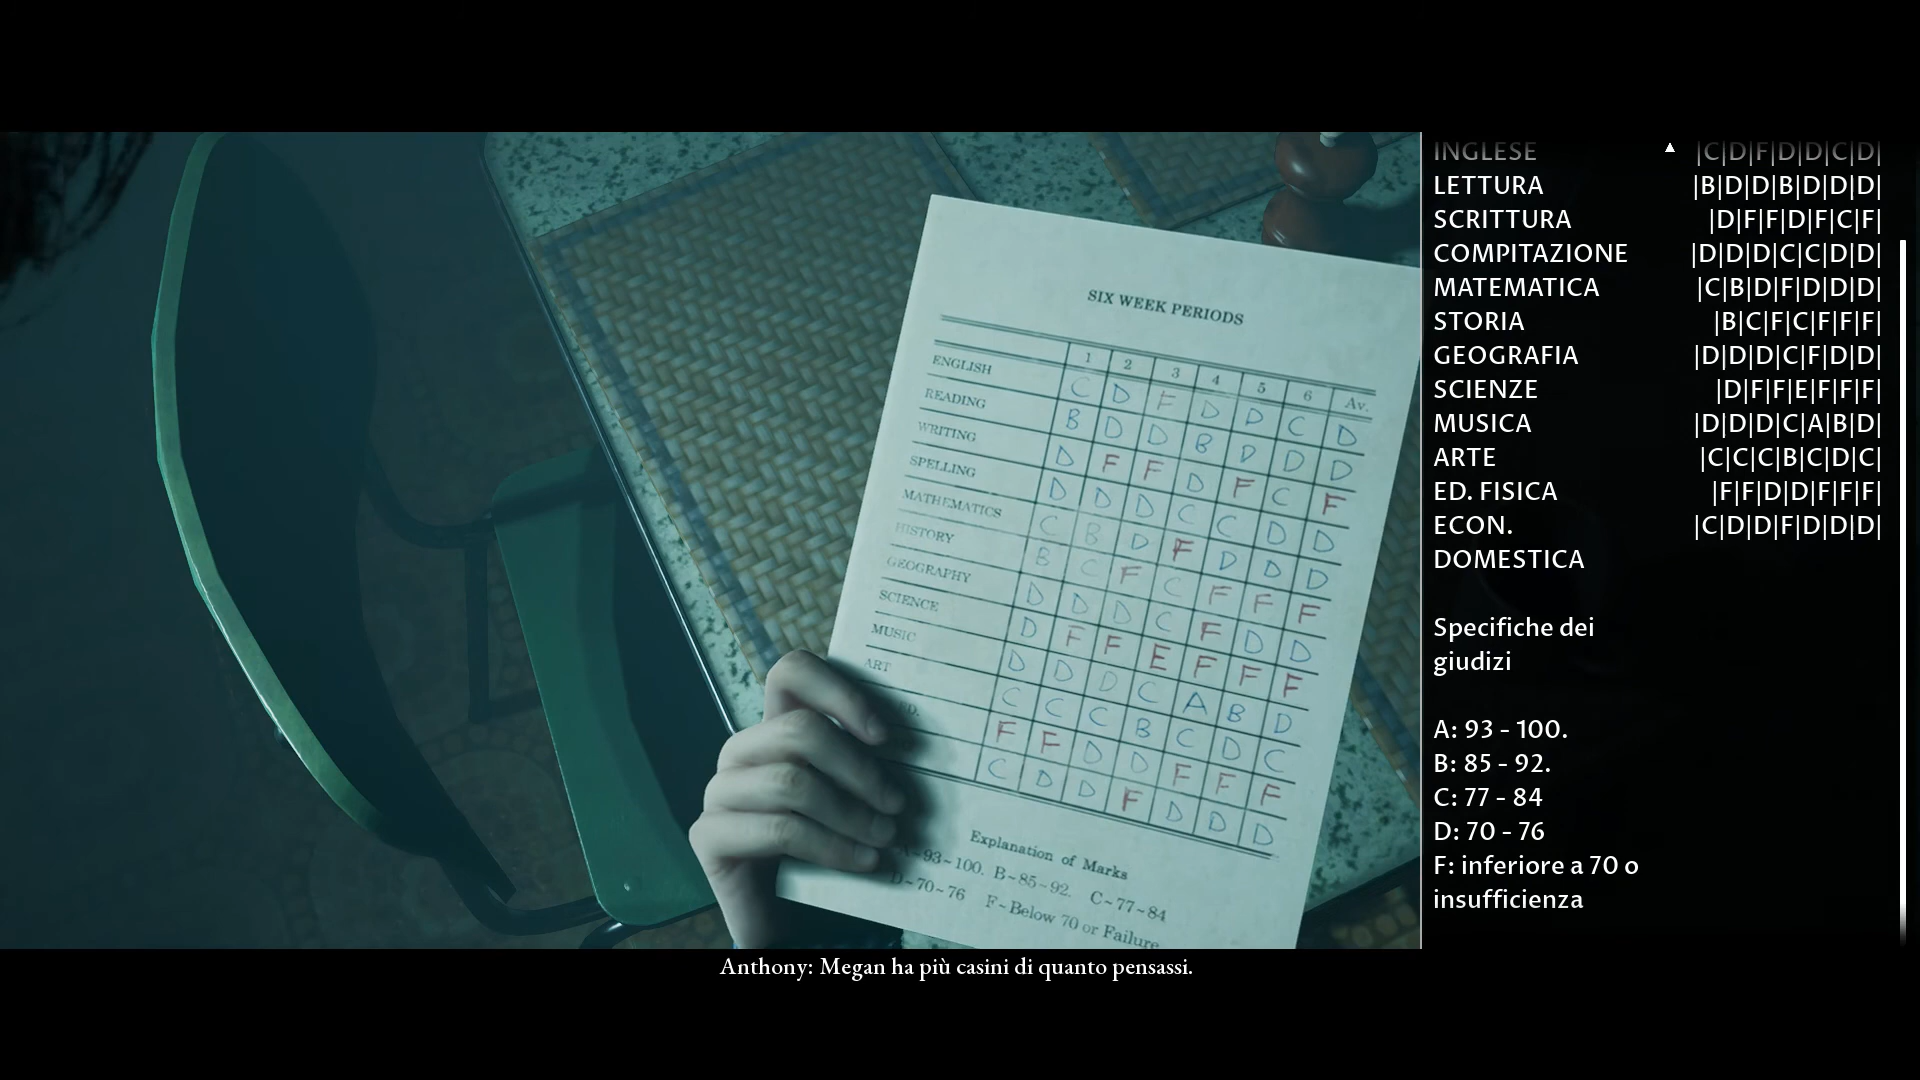 SIX WEEK PERIODS
1 2 3 4 5 6 Av.
ENGLISH C D F D D C D
READING B D D B D D D
WRITING D F F D F C F
SPELLING D D D C C D D
MATHEMATICS C B D F D D D
HISTORY B C F C F F F
GEOGRAPHY D D D C F D D
SCIENCE D F F E F F F
MUSIC D D D C A B D
ART C C C B C D C
ED. F F D D F F F
C D D F D D D
Explanation of Marks
A~93~100. B~85~92. C~77~84
D~70~76 F~Below 70 or Failure
INGLESE |C|D|F|D|D|C|D|
LETTURA |B|D|D|B|D|D|D|
SCRITTURA |D|F|F|D|F|C|F|
COMPITAZIONE |D|D|D|C|C|D|D|
MATEMATICA |C|B|D|F|D|D|D|
STORIA |B|C|F|C|F|F|F|
GEOGRAFIA |D|D|D|C|F|D|D|
SCIENZE |D|F|F|E|F|F|F|
MUSICA |D|D|D|C|A|B|D|
ARTE |C|C|C|B|C|D|C|
ED. FISICA |F|F|D|D|F|F|F|
ECON. |C|D|D|F|D|D|D|
DOMESTICA
Specifiche dei
giudizi
A: 93 - 100.
B: 85 - 92.
C: 77 - 84
D: 70 - 76
F: inferiore a 70 o
insufficienza
Anthony: Megan ha più casini di quanto pensassi.